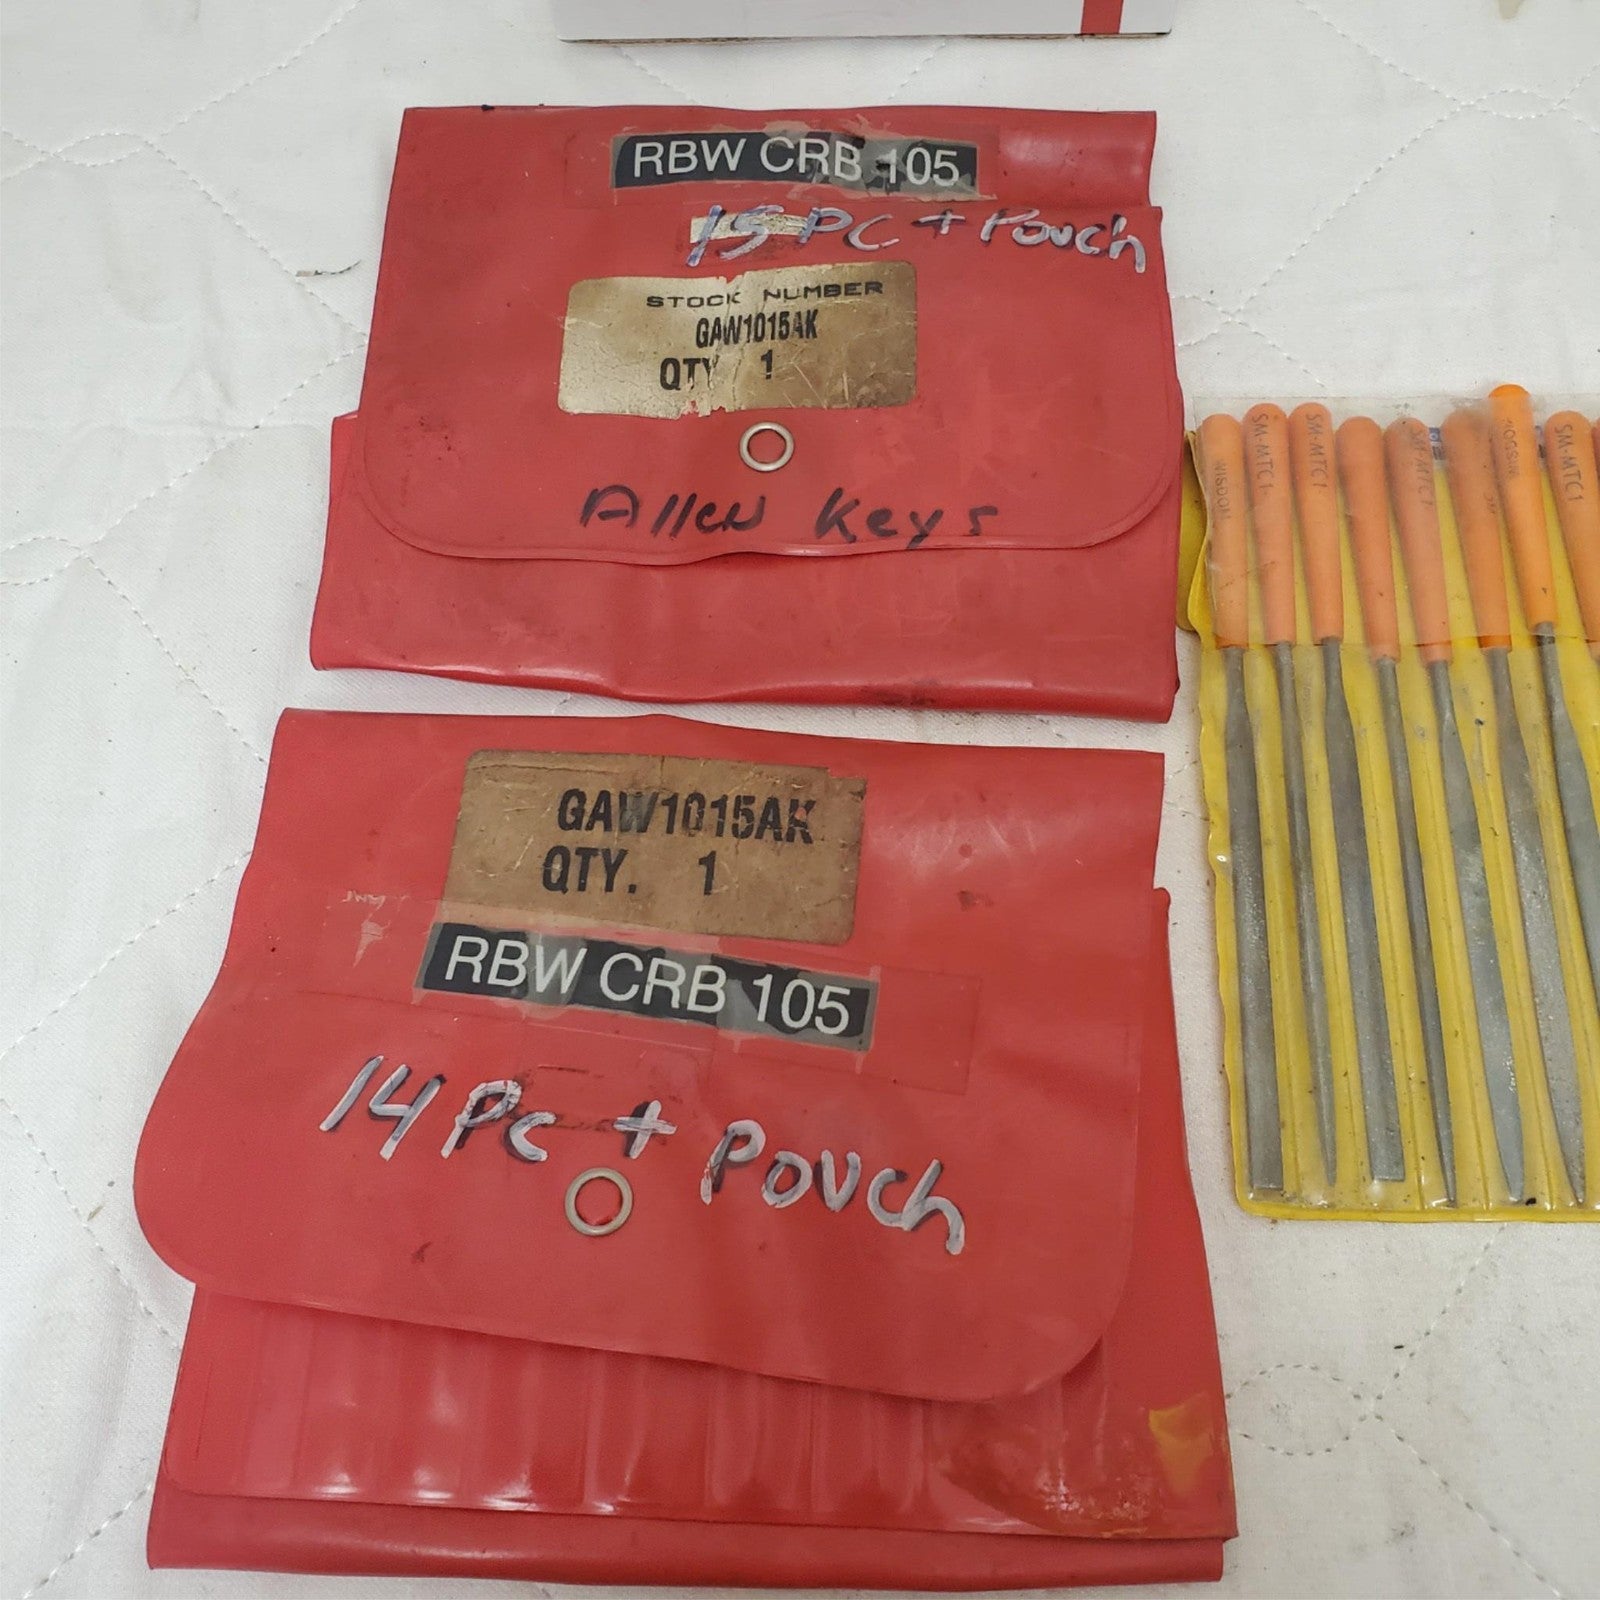 RBW CRB 105
15 PC + Pouch
STOCK NUMBER
GAW1015AK
QTY 1
Allen Keys
GAW1015AK
QTY. 1
RBW CRB 105
14 Pc + Pouch
WISDOM
SM-MTC1
SM-MTC1
SM-MTC1
SM-MTC1